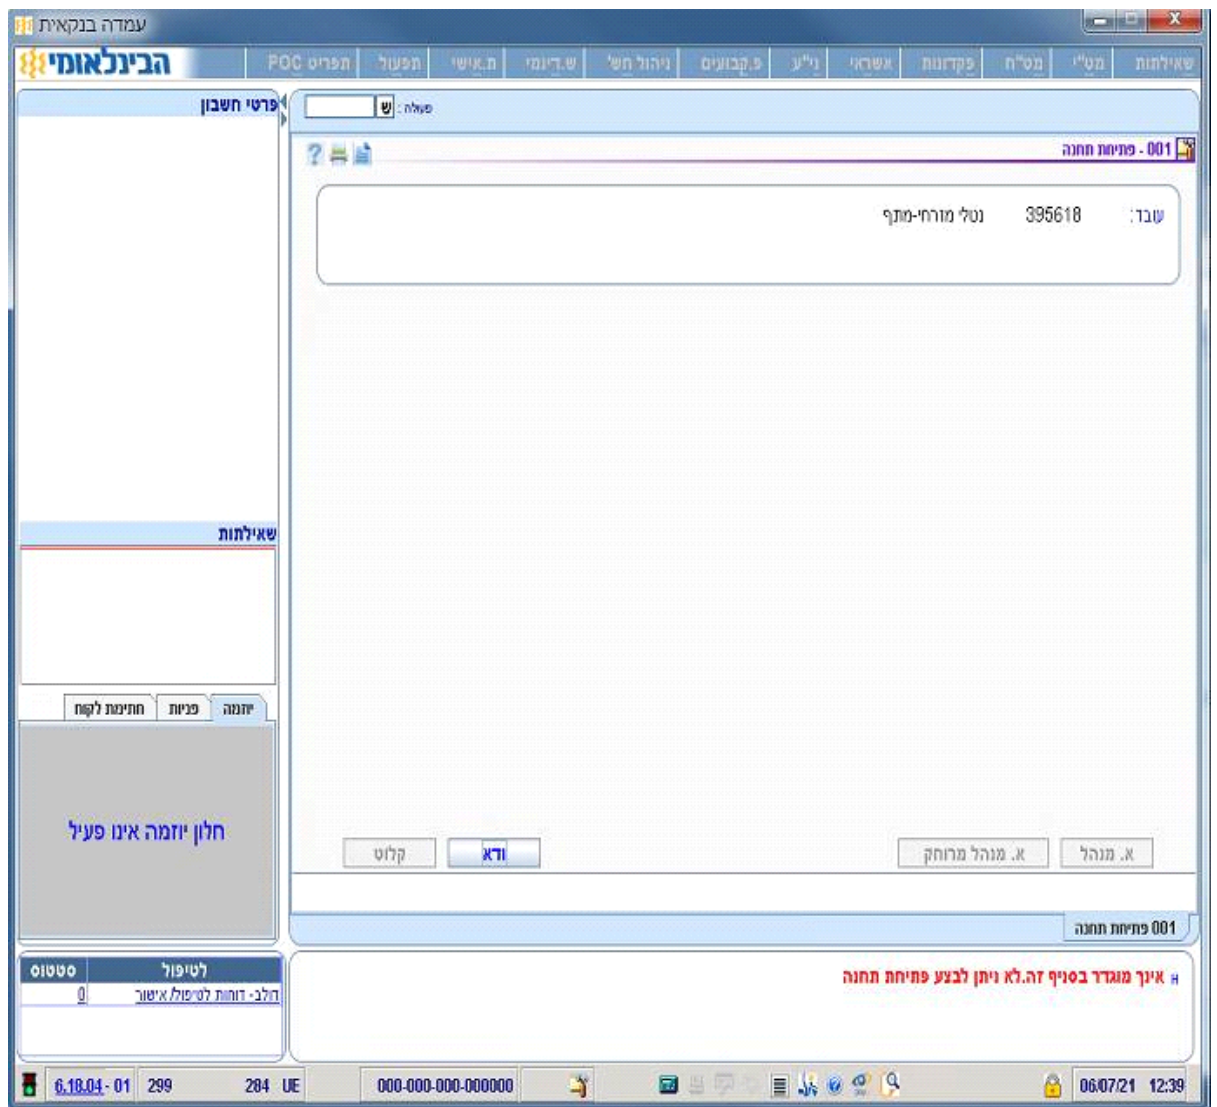 עמדה בנקאית
הבינלאומי
שאילתות מט"י מט"ח פקדונות אשראי ני"ע פ.קבועים ניהול חש' ש.דינמי ת.אישי תפעול תפריט POC
פעולה : ש
001 - פתיחת תחנה
עובד: 395618 נטלי מזרחי-מתף
א. מנהל א. מנהל מרוחק ודא קלוט
001 פתיחת תחנה
H אינך מוגדר בסניף זה.לא ניתן לבצע פתיחת תחנה
פרטי חשבון
שאילתות
יוזמה פניות חתימת לקוח
חלון יוזמה אינו פעיל
לטיפול סטטוס
דולב- דוחות לטיפול/ אישור 0
6.18.04 - 01 299 284 UE 000-000-000-000000 06/07/21 12:39